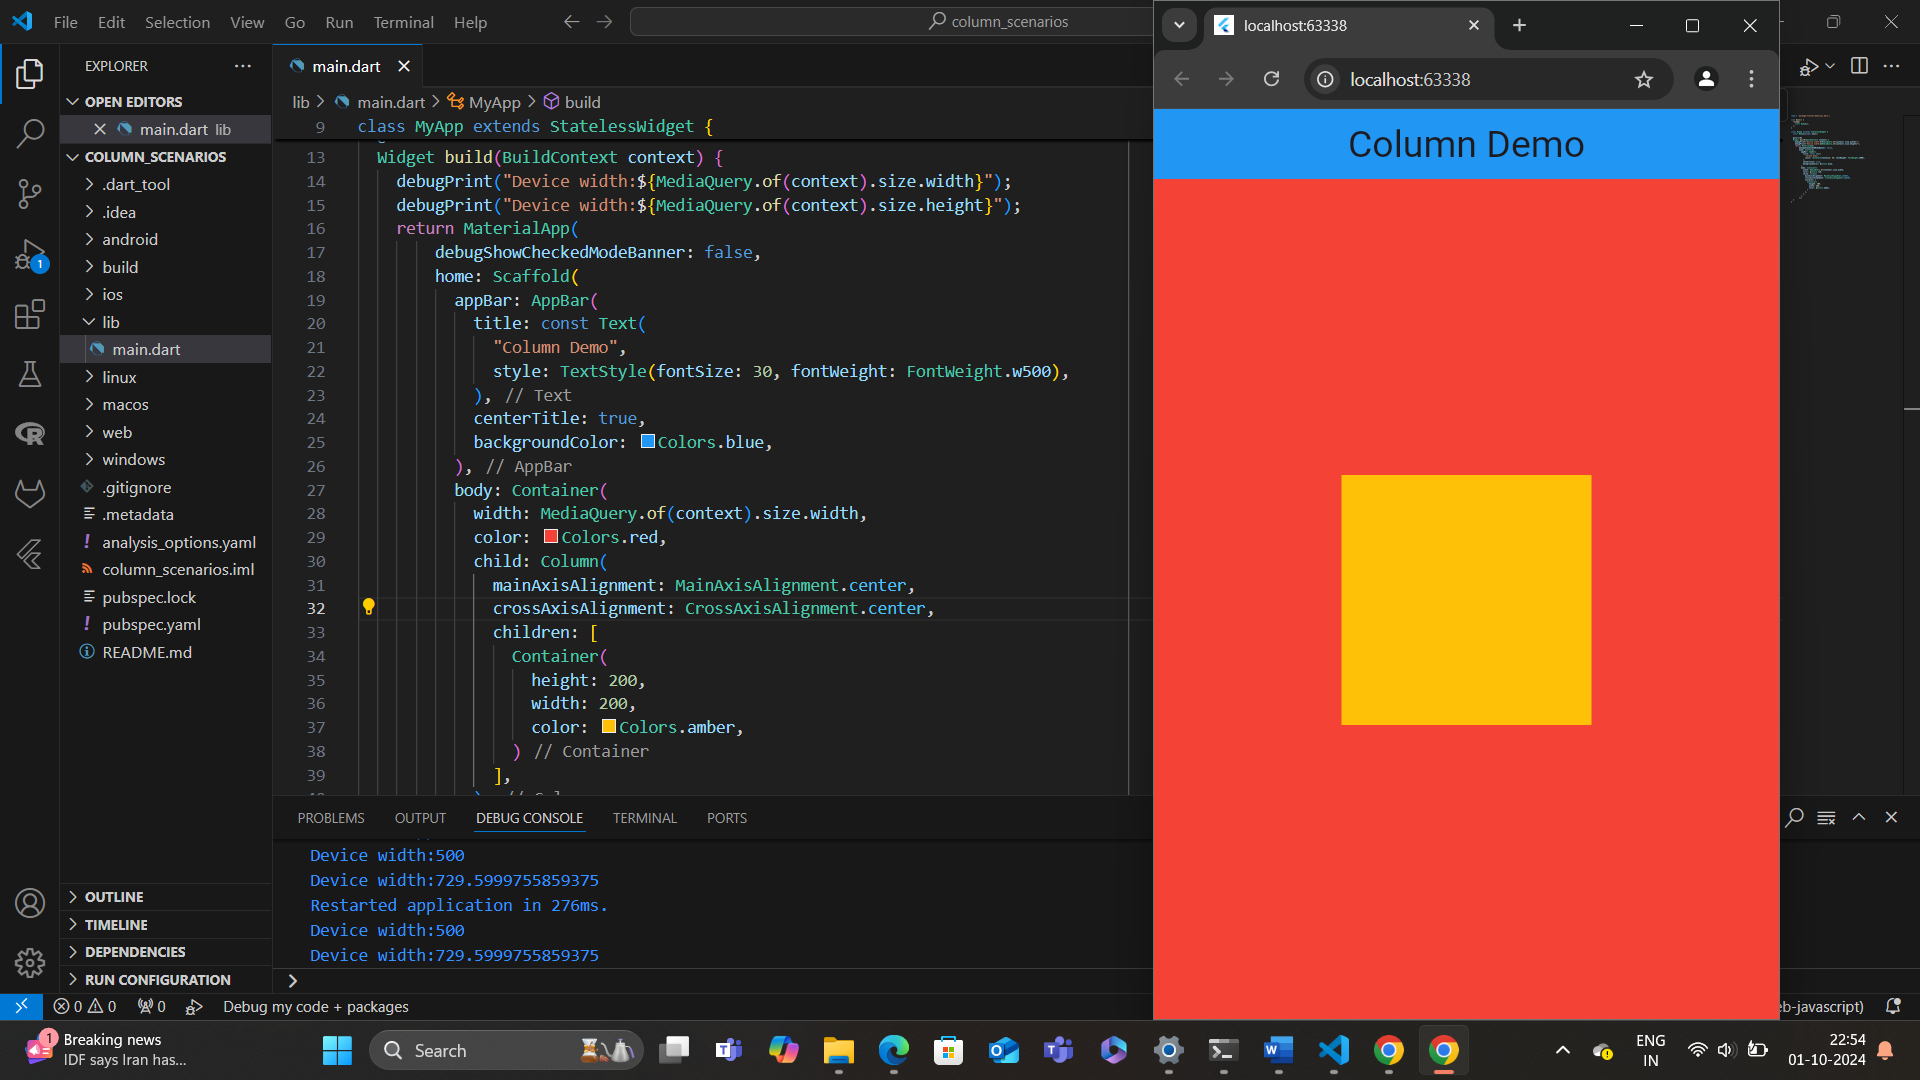 File Edit Selection View Go Run Terminal Help
column_scenarios
EXPLORER
OPEN EDITORS
main.dart lib
COLUMN_SCENARIOS
.dart_tool
.idea
android
build
ios
lib
main.dart
linux
macos
web
windows
.gitignore
.metadata
analysis_options.yaml
column_scenarios.iml
pubspec.lock
pubspec.yaml
README.md
OUTLINE
TIMELINE
DEPENDENCIES
RUN CONFIGURATION
main.dart
lib > main.dart > MyApp > build
9 class MyApp extends StatelessWidget {
13 Widget build(BuildContext context) {
14 debugPrint("Device width:${MediaQuery.of(context).size.width}");
15 debugPrint("Device width:${MediaQuery.of(context).size.height}");
16 return MaterialApp(
17 debugShowCheckedModeBanner: false,
18 home: Scaffold(
19 appBar: AppBar(
20 title: const Text(
21 "Column Demo",
22 style: TextStyle(fontSize: 30, fontWeight: FontWeight.w500),
23 ), // Text
24 centerTitle: true,
25 backgroundColor: Colors.blue,
26 ), // AppBar
27 body: Container(
28 width: MediaQuery.of(context).size.width,
29 color: Colors.red,
30 child: Column(
31 mainAxisAlignment: MainAxisAlignment.center,
32 crossAxisAlignment: CrossAxisAlignment.center,
33 children: [
34 Container(
35 height: 200,
36 width: 200,
37 color: Colors.amber,
38 ) // Container
39 ],
PROBLEMS OUTPUT DEBUG CONSOLE TERMINAL PORTS
Device width:500
Device width:729.5999755859375
Restarted application in 276ms.
Device width:500
Device width:729.5999755859375
localhost:63338
localhost:63338
Column Demo
1
0 0 0 Debug my code + packages
eb-javascript)
1
Breaking news
IDF says Iran has...
Search
ENG
IN
22:54
01-10-2024